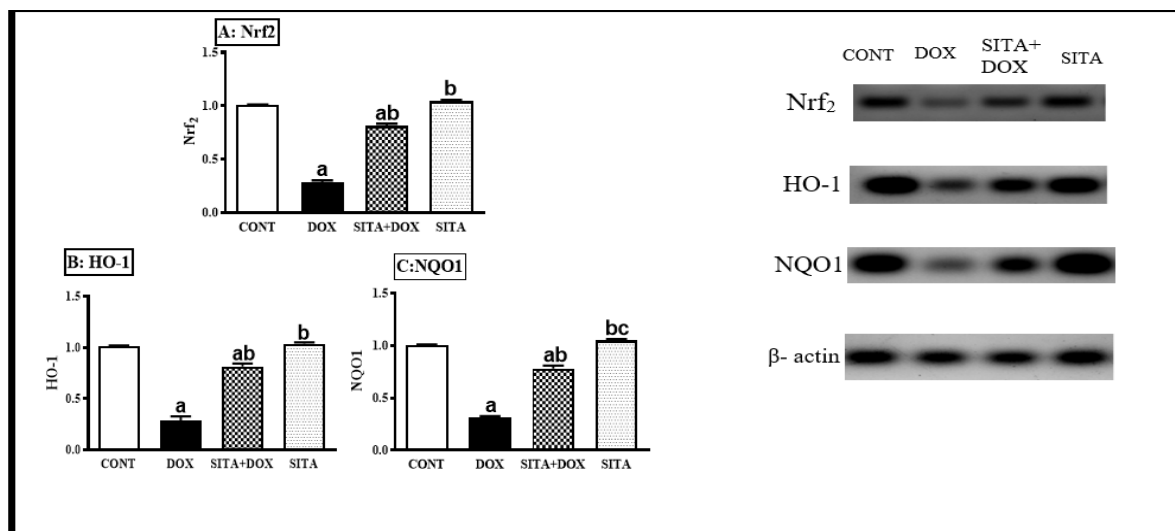 A: Nrf2
1.5
1.0
0.5
0.0
Nrf₂
a
ab
b
CONT DOX SITA+DOX SITA
B: HO-1
1.5
1.0
0.5
0.0
HO-1
a
ab
b
CONT DOX SITA+DOX SITA
C:NQO1
1.5
1.0
0.5
0.0
NQO1
a
ab
bc
CONT DOX SITA+DOX SITA
CONT DOX SITA+ SITA
DOX
Nrf₂
HO-1
NQO1
β- actin